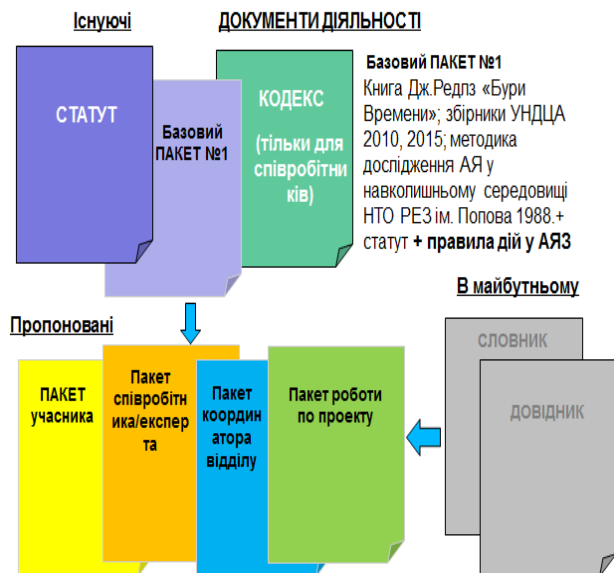 Існуючі
ДОКУМЕНТИ ДІЯЛЬНОСТІ
СТАТУТ
Базовий
ПАКЕТ №1
КОДЕКС
(тільки для
співробітни
ків)
Базовий ПАКЕТ №1
Книга Дж.Редпз «Бури
Времени»; збірники УНДЦА
2010, 2015; методика
дослідження АЯ у
навколишньому середовищі
НТО РЕЗ ім. Попова 1988.+
статут + правила дій у АЯЗ
Пропоновані
В майбутньому
ПАКЕТ
учасника
Пакет
співробітн
ика/експер
та
Пакет
координ
атора
відділу
Пакет роботи
по проекту
СЛОВНИК
ДОВІДНИК